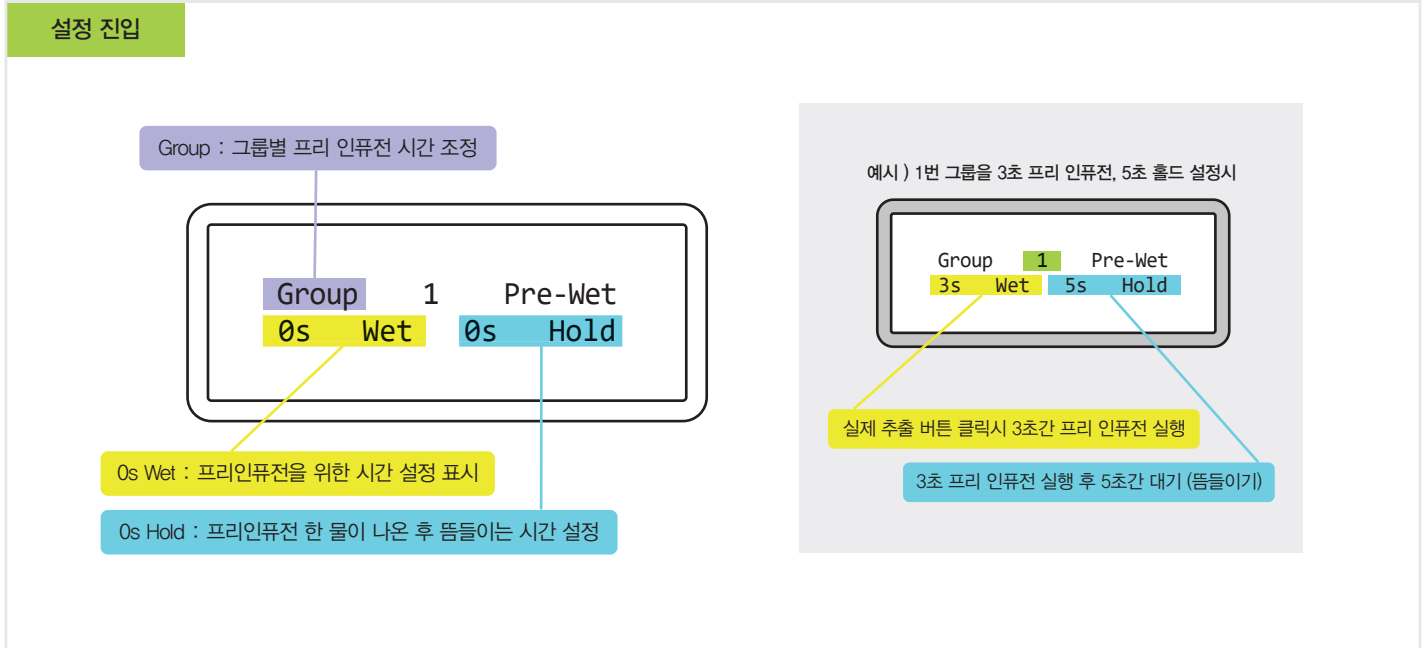 설정 진입
Group : 그룹별 프리 인퓨전 시간 조정
Group 1 Pre-Wet
0s Wet 0s Hold
0s Wet : 프리인퓨전을 위한 시간 설정 표시
0s Hold : 프리인퓨전 한 물이 나온 후 뜸들이는 시간 설정
예시 ) 1번 그룹을 3초 프리 인퓨전, 5초 홀드 설정시
Group 1 Pre-Wet
3s Wet 5s Hold
실제 추출 버튼 클릭시 3초간 프리 인퓨전 실행
3초 프리 인퓨전 실행 후 5초간 대기 (뜸들이기)